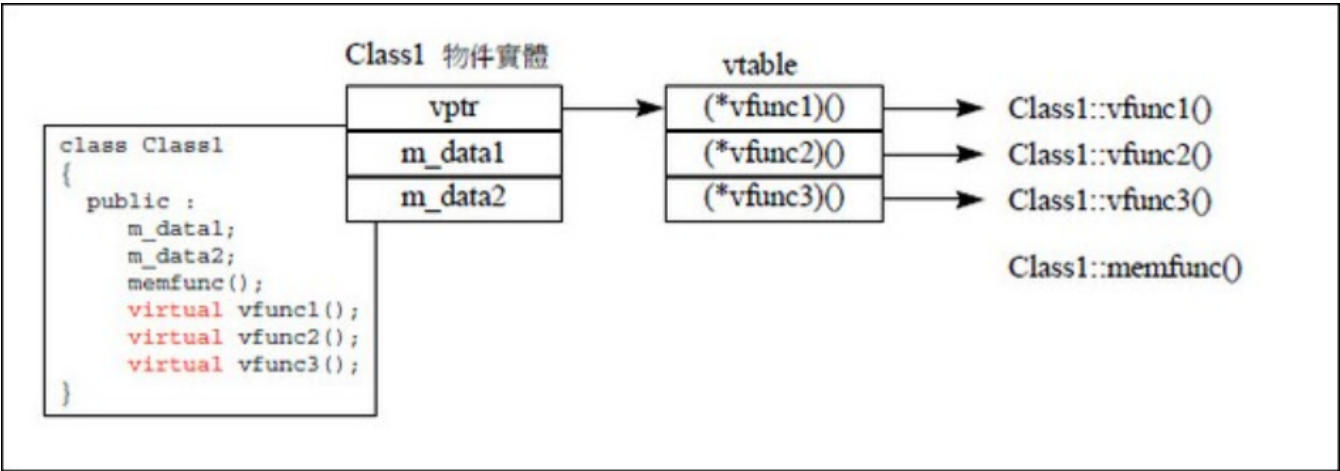 Class1 物件實體
vtable
vptr
(*vfunc1)()
Class1::vfunc1()
m_data1
(*vfunc2)()
Class1::vfunc2()
m_data2
(*vfunc3)()
Class1::vfunc3()
Class1::memfunc()
class Class1
{
public :
m_data1;
m_data2;
memfunc();
virtual vfunc1();
virtual vfunc2();
virtual vfunc3();
}